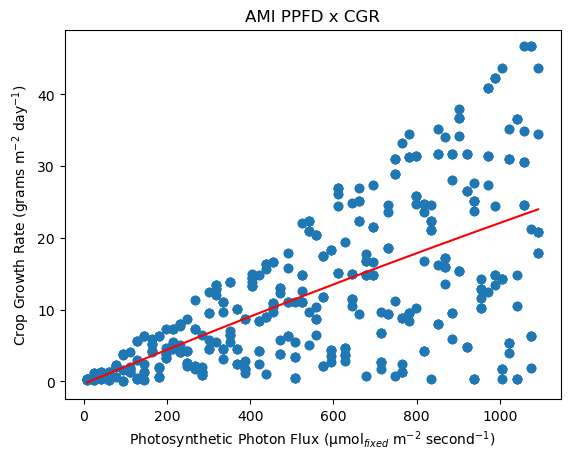 AMI PPFD x CGR
Crop Growth Rate (grams m⁻² day⁻¹)
40
30
20
10
0
0 200 400 600 800 1000
Photosynthetic Photon Flux (μmol_fixed m⁻² second⁻¹)